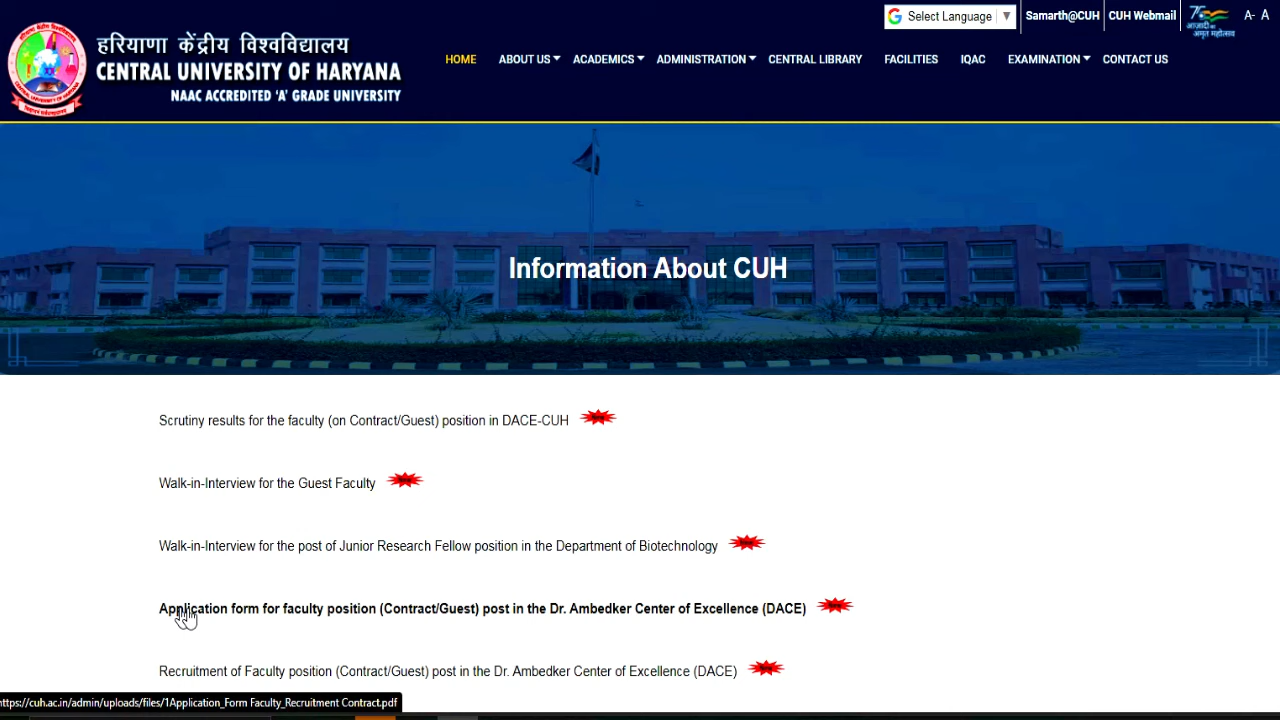 Select Language ▼
Samarth@CUH
CUH Webmail
75
आज़ादी का
अमृत महोत्सव
A- A
हरियाणा केंद्रीय विश्वविद्यालय
CENTRAL UNIVERSITY OF HARYANA
NAAC ACCREDITED ‘A’ GRADE UNIVERSITY
HOME ABOUT US ACADEMICS ADMINISTRATION CENTRAL LIBRARY FACILITIES IQAC EXAMINATION CONTACT US
Information About CUH
Scrutiny results for the faculty (on Contract/Guest) position in DACE-CUH
Walk-in-Interview for the Guest Faculty
Walk-in-Interview for the post of Junior Research Fellow position in the Department of Biotechnology
Application form for faculty position (Contract/Guest) post in the Dr. Ambedker Center of Excellence (DACE)
Recruitment of Faculty position (Contract/Guest) post in the Dr. Ambedker Center of Excellence (DACE)
https://cuh.ac.in/admin/uploads/files/1Application_Form Faculty_Recruitment Contract.pdf